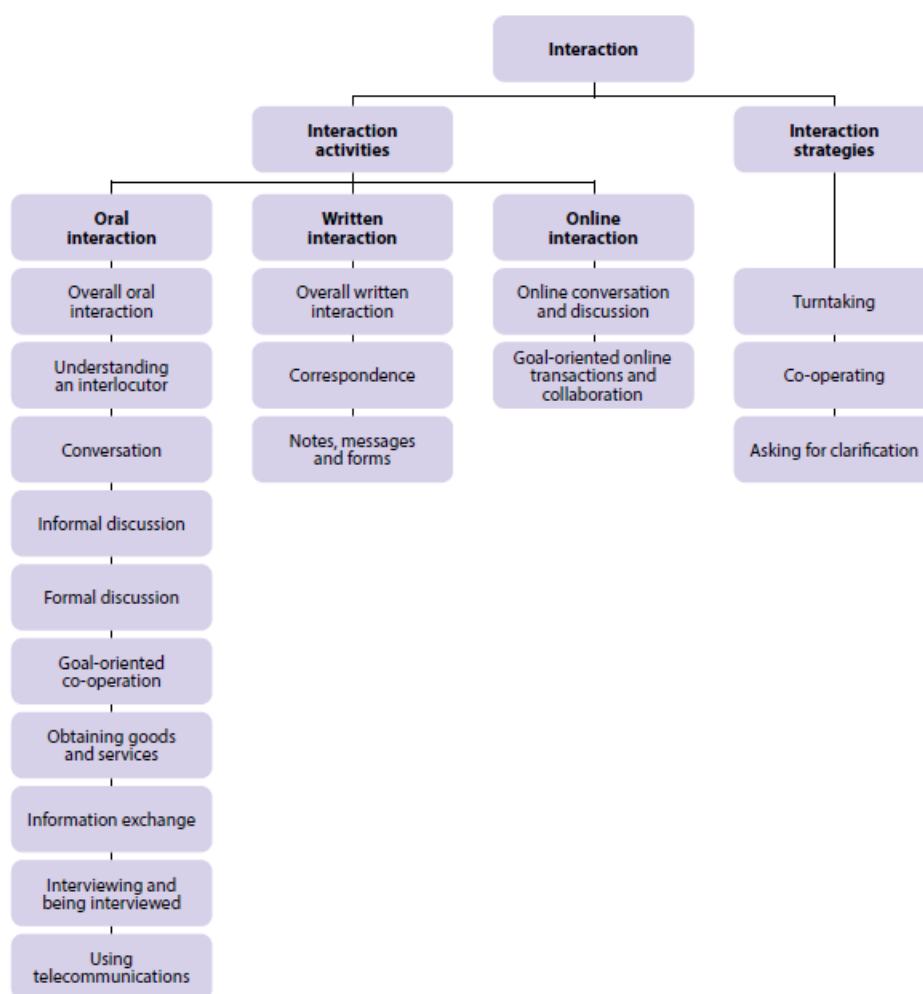 Interaction
Interaction
activities
Interaction
strategies
Oral
interaction
Written
interaction
Online
interaction
Overall oral
interaction
Understanding
an interlocutor
Conversation
Informal discussion
Formal discussion
Goal-oriented
co-operation
Obtaining goods
and services
Information exchange
Interviewing and
being interviewed
Using
telecommunications
Overall written
interaction
Correspondence
Notes, messages
and forms
Online conversation
and discussion
Goal-oriented online
transactions and
collaboration
Turntaking
Co-operating
Asking for clarification